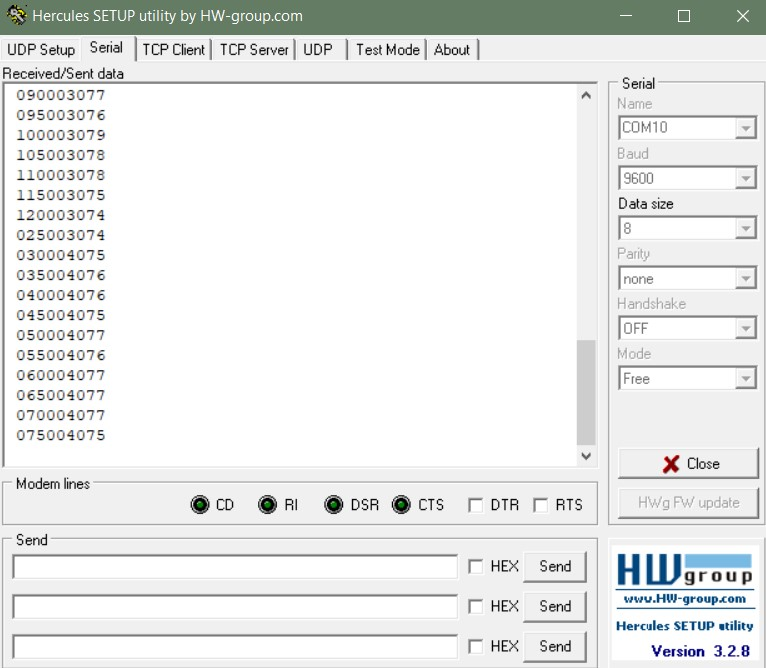 Hercules SETUP utility by HW-group.com
UDP Setup Serial TCP Client TCP Server UDP Test Mode About
Received/Sent data
090003077
095003076
100003079
105003078
110003078
115003075
120003074
025003074
030004075
035004076
040004076
045004075
050004077
055004076
060004077
065004077
070004077
075004075
Serial
Name
COM10
Baud
9600
Data size
8
Parity
none
Handshake
OFF
Mode
Free
Close
HWg FW update
Modem lines
CD RI DSR CTS DTR RTS
Send
HEX Send
HEX Send
HEX Send
HW group
www.HW-group.com
Hercules SETUP utility
Version 3.2.8